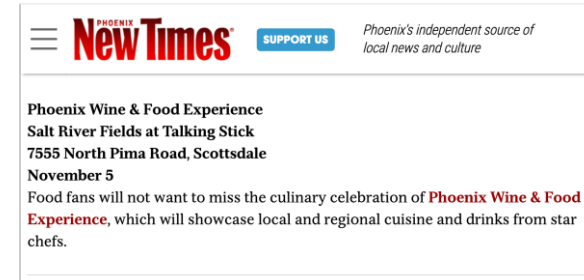 PHOENIX
New Times
SUPPORT US
Phoenix's independent source of
local news and culture
Phoenix Wine & Food Experience
Salt River Fields at Talking Stick
7555 North Pima Road, Scottsdale
November 5
Food fans will not want to miss the culinary celebration of Phoenix Wine & Food
Experience, which will showcase local and regional cuisine and drinks from star
chefs.